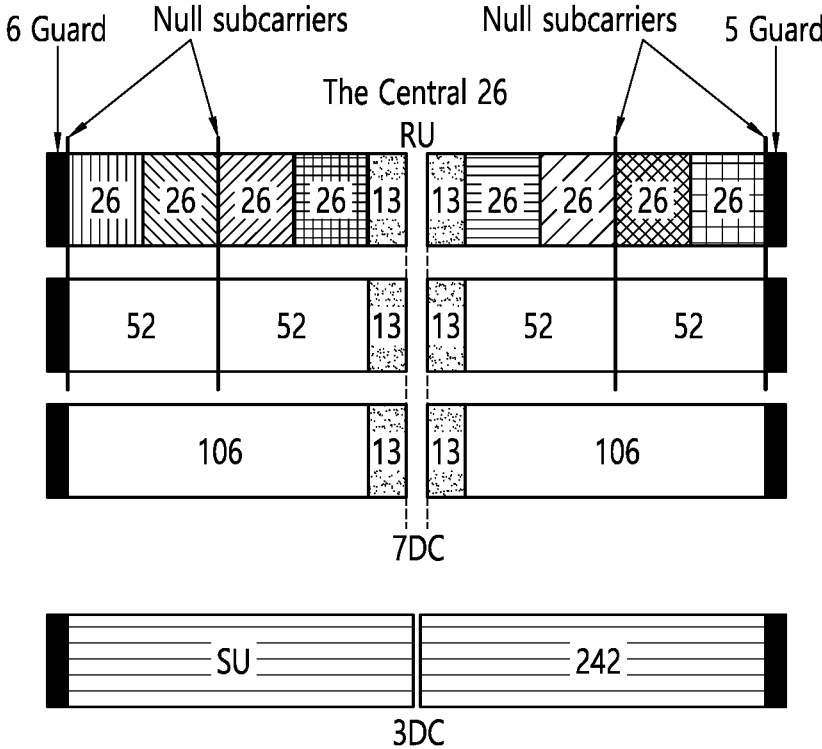 6 Guard
Null subcarriers
Null subcarriers
5 Guard
The Central 26
RU
26 26 26 26 13 13 26 26 26 26
52 52 13 13 52 52
106 13 13 106
7DC
SU 242
3DC